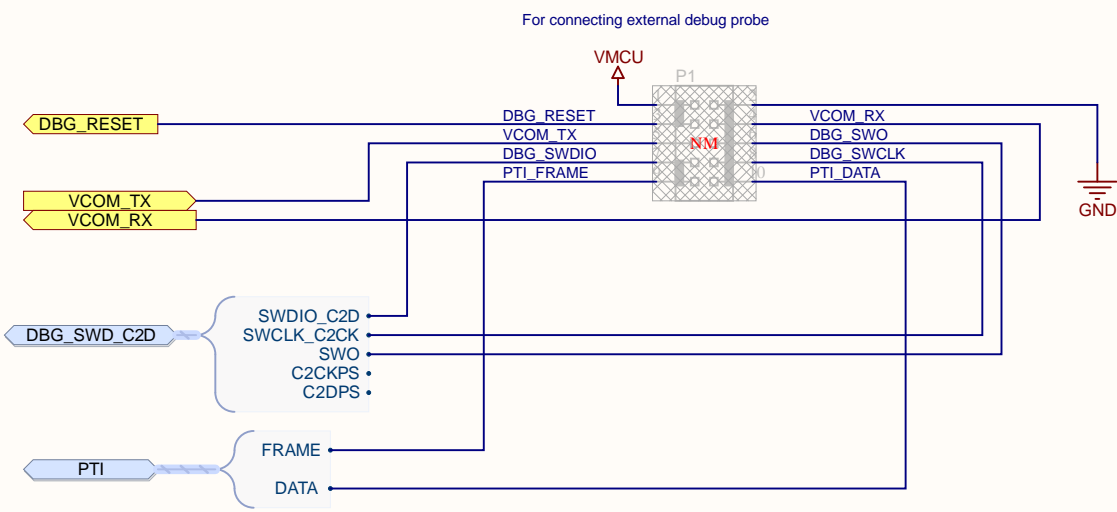 For connecting external debug probe
VMCU
P1
DBG_RESET
DBG_RESET
VCOM_RX
VCOM_TX
NM
DBG_SWO
DBG_SWDIO
DBG_SWCLK
PTI_FRAME
PTI_DATA
VCOM_TX
VCOM_RX
GND
DBG_SWD_C2D
SWDIO_C2D
SWCLK_C2CK
SWO
C2CKPS
C2DPS
PTI
FRAME
DATA